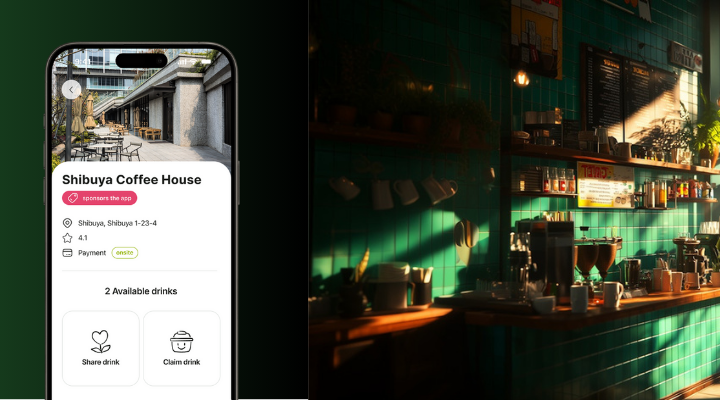 Shibuya Coffee House
sponsors the app
Shibuya, Shibuya 1-23-4
4.1
Payment onsite
2 Available drinks
Share drink
Claim drink